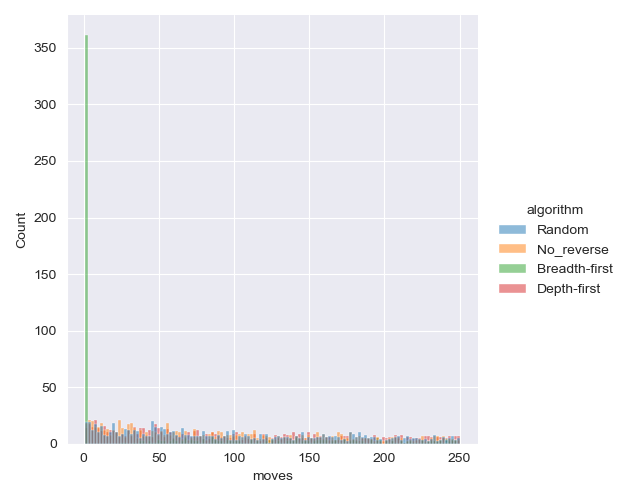 350
300
250
200
150
100
50
0
Count
0 50 100 150 200 250
moves
algorithm
Random
No_reverse
Breadth-first
Depth-first